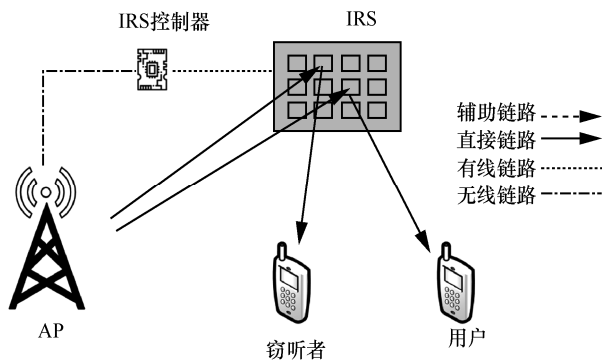 IRS控制器
IRS
辅助链路
直接链路
有线链路
无线链路
AP
窃听者
用户